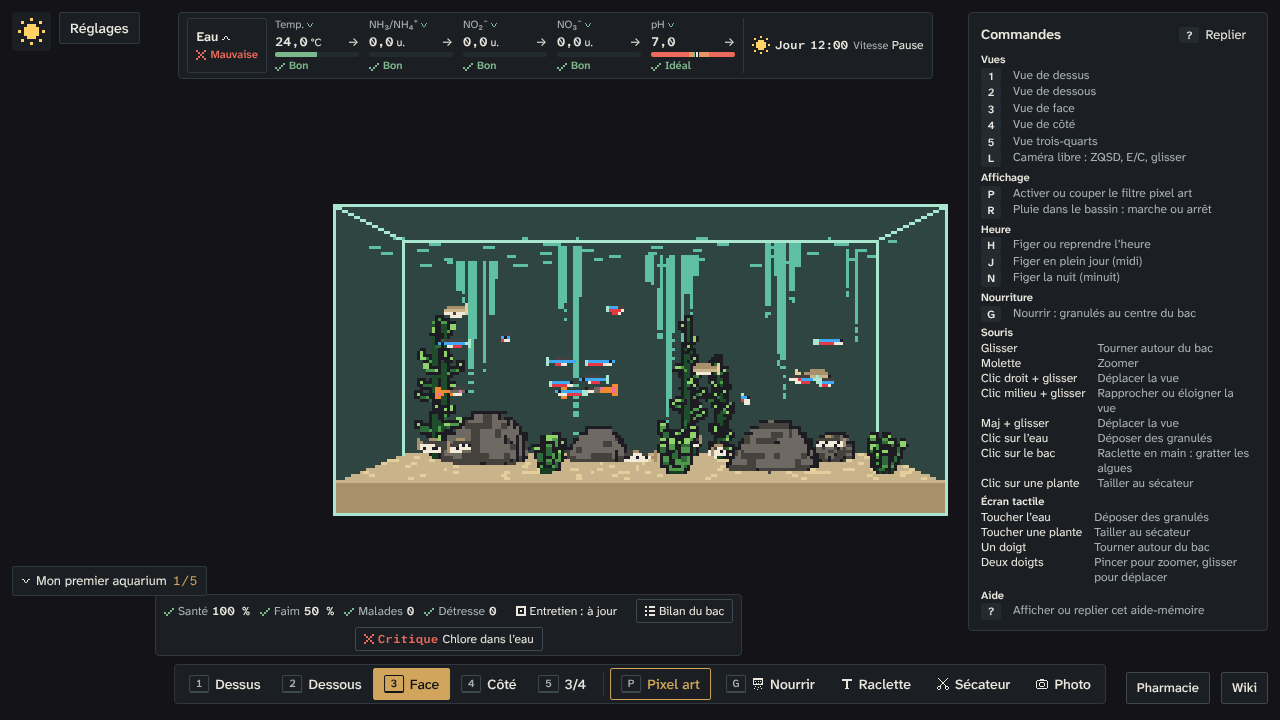 Réglages
Eau
Mauvaise
Temp.
24,0 °C
Bon
NH₃/NH₄⁺
0,0 u.
Bon
NO₂⁻
0,0 u.
Bon
NO₃⁻
0,0 u.
Bon
pH
7,0
Idéal
Jour 12:00 Vitesse Pause
Commandes
? Replier
Vues
1 Vue de dessus
2 Vue de dessous
3 Vue de face
4 Vue de côté
5 Vue trois-quarts
L Caméra libre : ZQSD, E/C, glisser
Affichage
P Activer ou couper le filtre pixel art
R Pluie dans le bassin : marche ou arrêt
Heure
H Figer ou reprendre l'heure
J Figer en plein jour (midi)
N Figer la nuit (minuit)
Nourriture
G Nourrir : granulés au centre du bac
Souris
Glisser Tourner autour du bac
Molette Zoomer
Clic droit + glisser Déplacer la vue
Clic milieu + glisser Rapprocher ou éloigner la
vue
Maj + glisser Déplacer la vue
Clic sur l'eau Déposer des granulés
Clic sur le bac Raclette en main : gratter les
algues
Clic sur une plante Tailler au sécateur
Écran tactile
Toucher l'eau Déposer des granulés
Toucher une plante Tailler au sécateur
Un doigt Tourner autour du bac
Deux doigts Pincer pour zoomer, glisser
pour déplacer
Aide
? Afficher ou replier cet aide-mémoire
Mon premier aquarium 1/5
Santé 100 % Faim 50 % Malades 0 Détresse 0 Entretien : à jour Bilan du bac
Critique Chlore dans l'eau
1 Dessus 2 Dessous 3 Face 4 Côté 5 3/4 P Pixel art G Nourrir Raclette Sécateur Photo
Pharmacie
Wiki